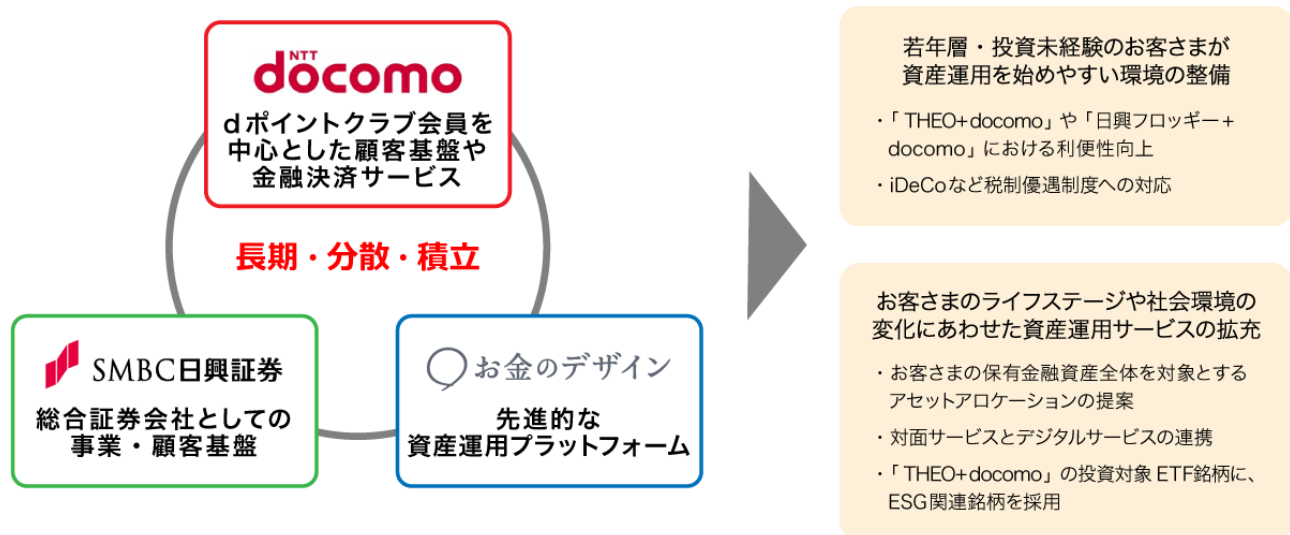 NTT
döcomo
dポイントクラブ会員を
中心とした顧客基盤や
金融決済サービス
長期・分散・積立
SMBC日興証券
総合証券会社としての
事業・顧客基盤
お金のデザイン
先進的な
資産運用プラットフォーム
若年層・投資未経験のお客さまが
資産運用を始めやすい環境の整備
・「THEO+docomo」や「日興フロッギー+
docomo」における利便性向上
・iDeCoなど税制優遇制度への対応
お客さまのライフステージや社会環境の
変化にあわせた資産運用サービスの拡充
・お客さまの保有金融資産全体を対象とする
アセットアロケーションの提案
・対面サービスとデジタルサービスの連携
・「THEO+docomo」の投資対象ETF銘柄に、
ESG関連銘柄を採用